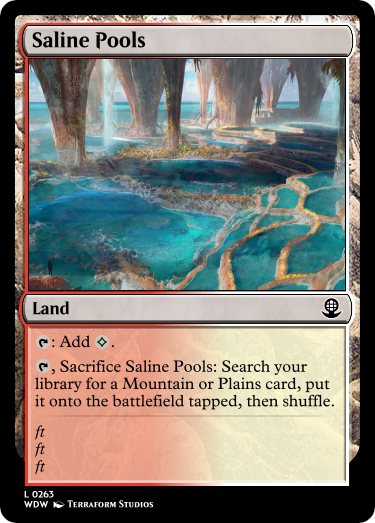 Saline Pools
Land
: Add .
, Sacrifice Saline Pools: Search your
library for a Mountain or Plains card, put
it onto the battlefield tapped, then shuffle.
ft
ft
ft
L 0263
WDW Terraform Studios